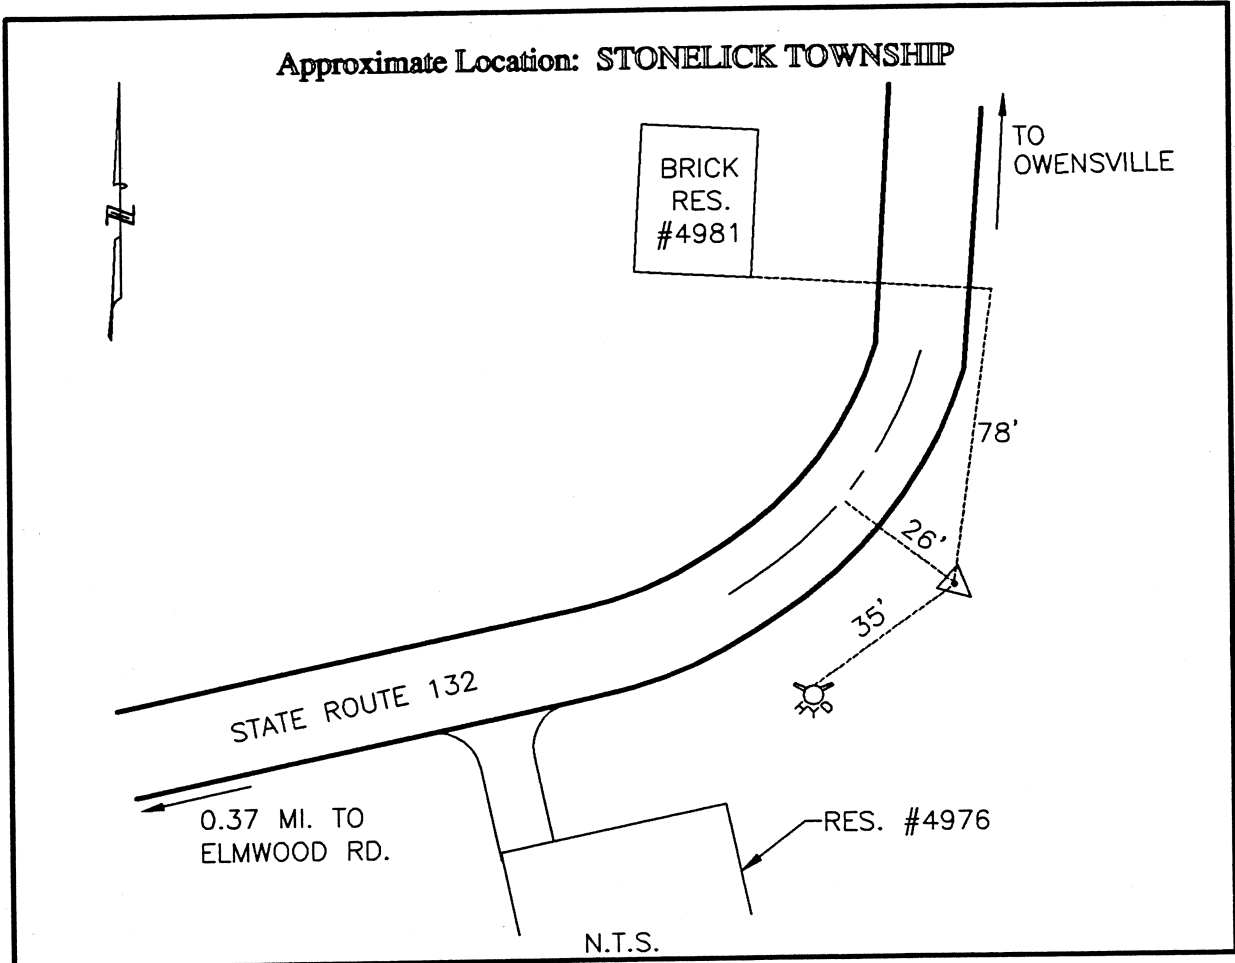 Approximate Location: STONELICK TOWNSHIP
TO
OWENSVILLE
BRICK
RES.
#4981
N
78'
26'
35'
HYD
STATE ROUTE 132
0.37 MI. TO
ELMWOOD RD.
RES. #4976
N.T.S.